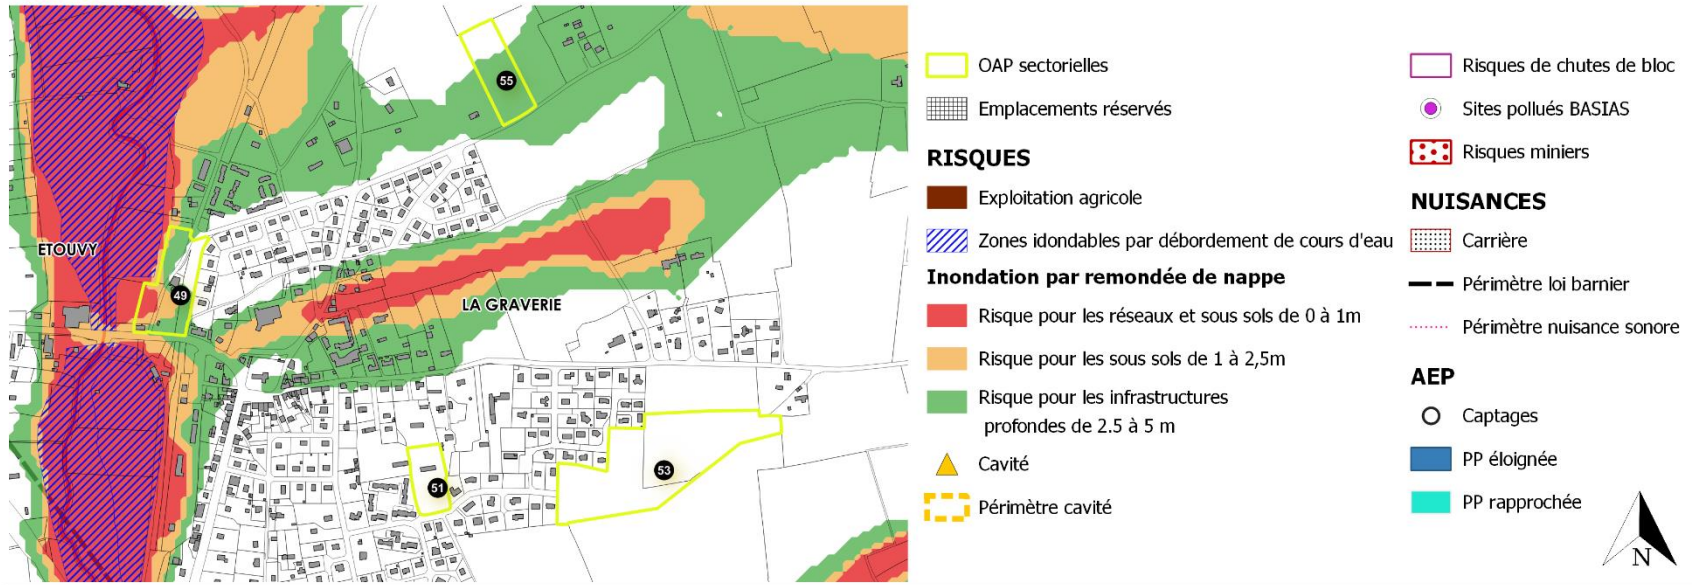 55
ETOUVY
49
LA GRAVERIE
51
53
OAP sectorielles
Emplacements réservés
RISQUES
Exploitation agricole
Zones idondables par débordement de cours d'eau
Inondation par remondée de nappe
Risque pour les réseaux et sous sols de 0 à 1m
Risque pour les sous sols de 1 à 2,5m
Risque pour les infrastructures
profondes de 2.5 à 5 m
Cavité
Périmètre cavité
Risques de chutes de bloc
Sites pollués BASIAS
Risques miniers
NUISANCES
Carrière
Périmètre loi barnier
Périmètre nuisance sonore
AEP
Captages
PP éloignée
PP rapprochée
N